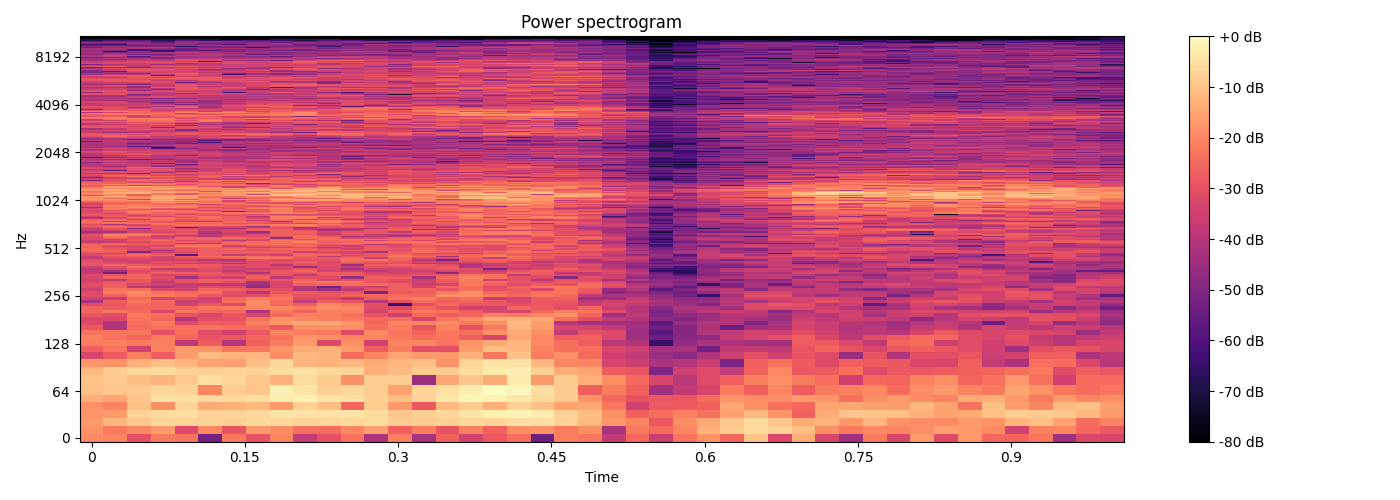 Power spectrogram
Hz
8192
4096
2048
1024
512
256
128
64
0
0 0.15 0.3 0.45 0.6 0.75 0.9
Time
+0 dB
-10 dB
-20 dB
-30 dB
-40 dB
-50 dB
-60 dB
-70 dB
-80 dB